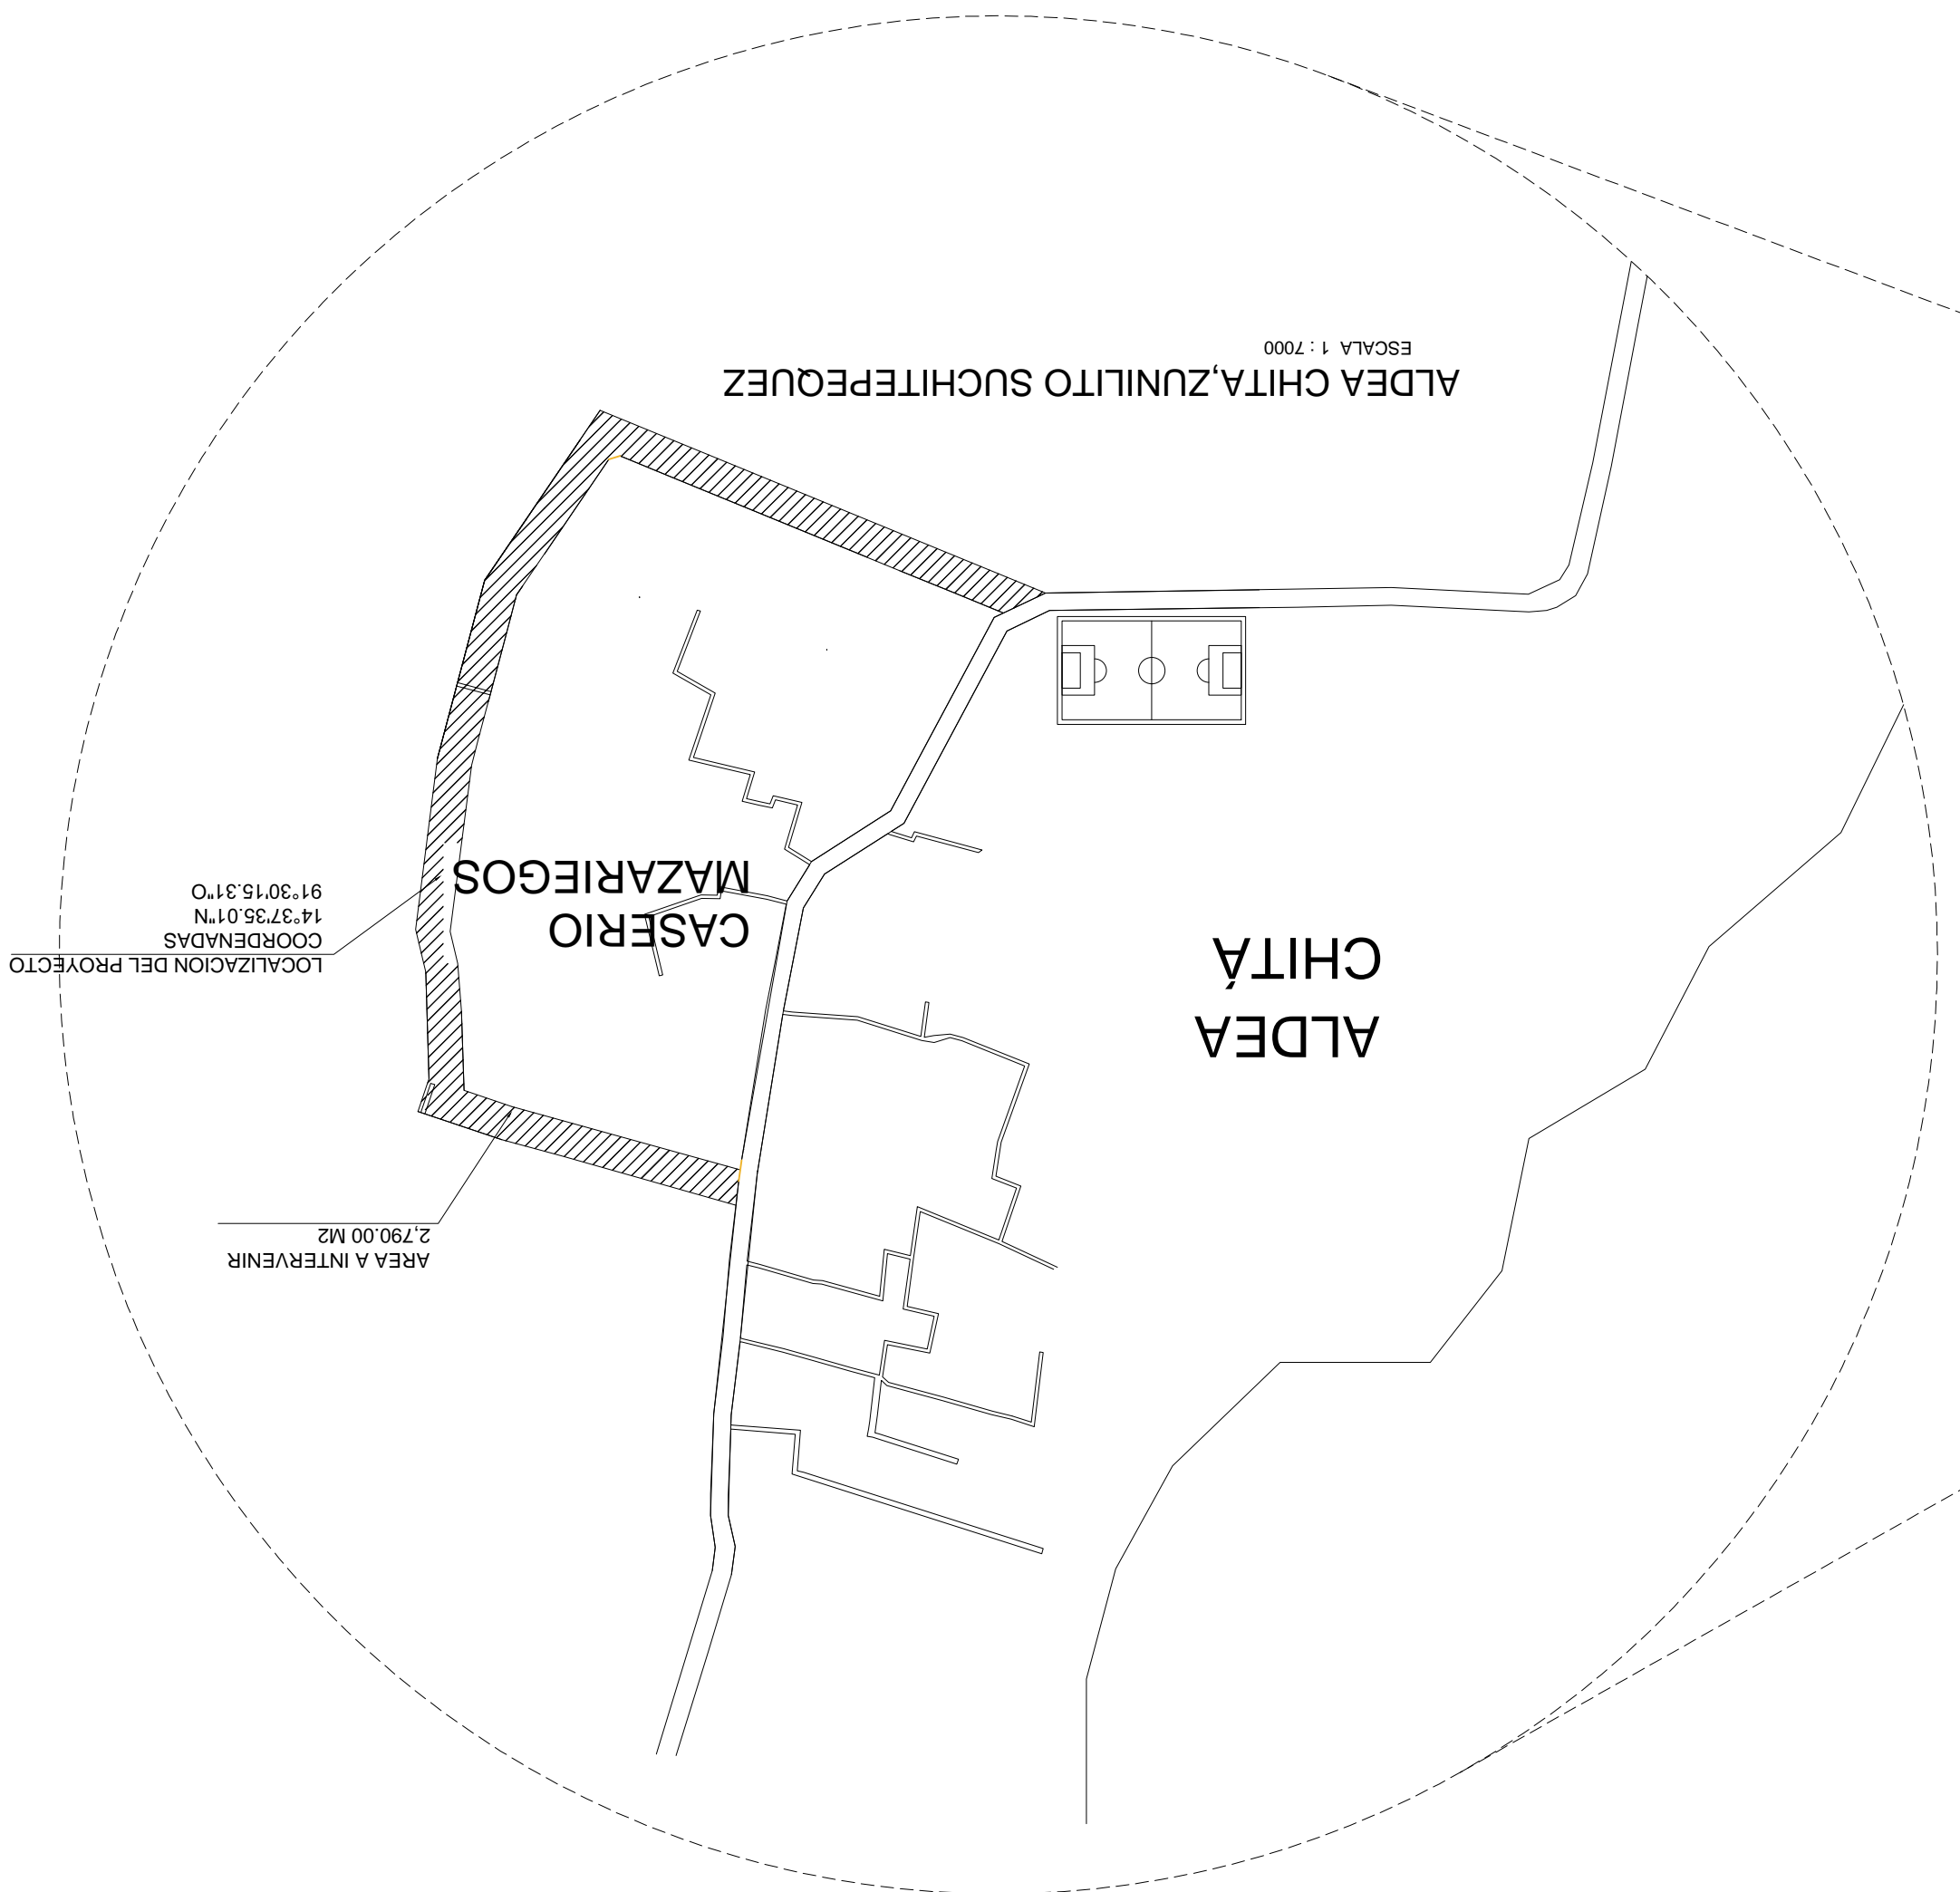 AREA A INTERVENIR
2,790.00 M2
ALDEA
CHITÁ
LOCALIZACION DEL PROYECTO
COORDENADAS
14°37'35.01"N
91°30'15.31"O
CASERIO
MAZARIEGOS
ALDEA CHITA,ZUNILITO SUCHITEPEQUEZ
ESCALA 1 : 7000